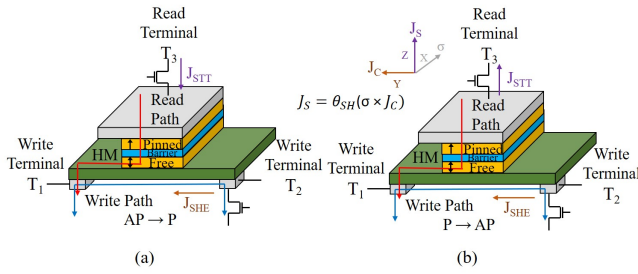 Read
Terminal
T3
JSTT
Read
Path
Pinned
Barrier
Free
HM
Write
Terminal
T1
Write
Terminal
T2
Write Path
JSHE
AP → P
(a)
JS
Z
X
σ
JC
Y
JS = θSH(σ × JC)
Read
Terminal
T3
JSTT
Read
Path
Pinned
Barrier
Free
HM
Write
Terminal
T1
Write
Terminal
T2
Write Path
JSHE
P → AP
(b)